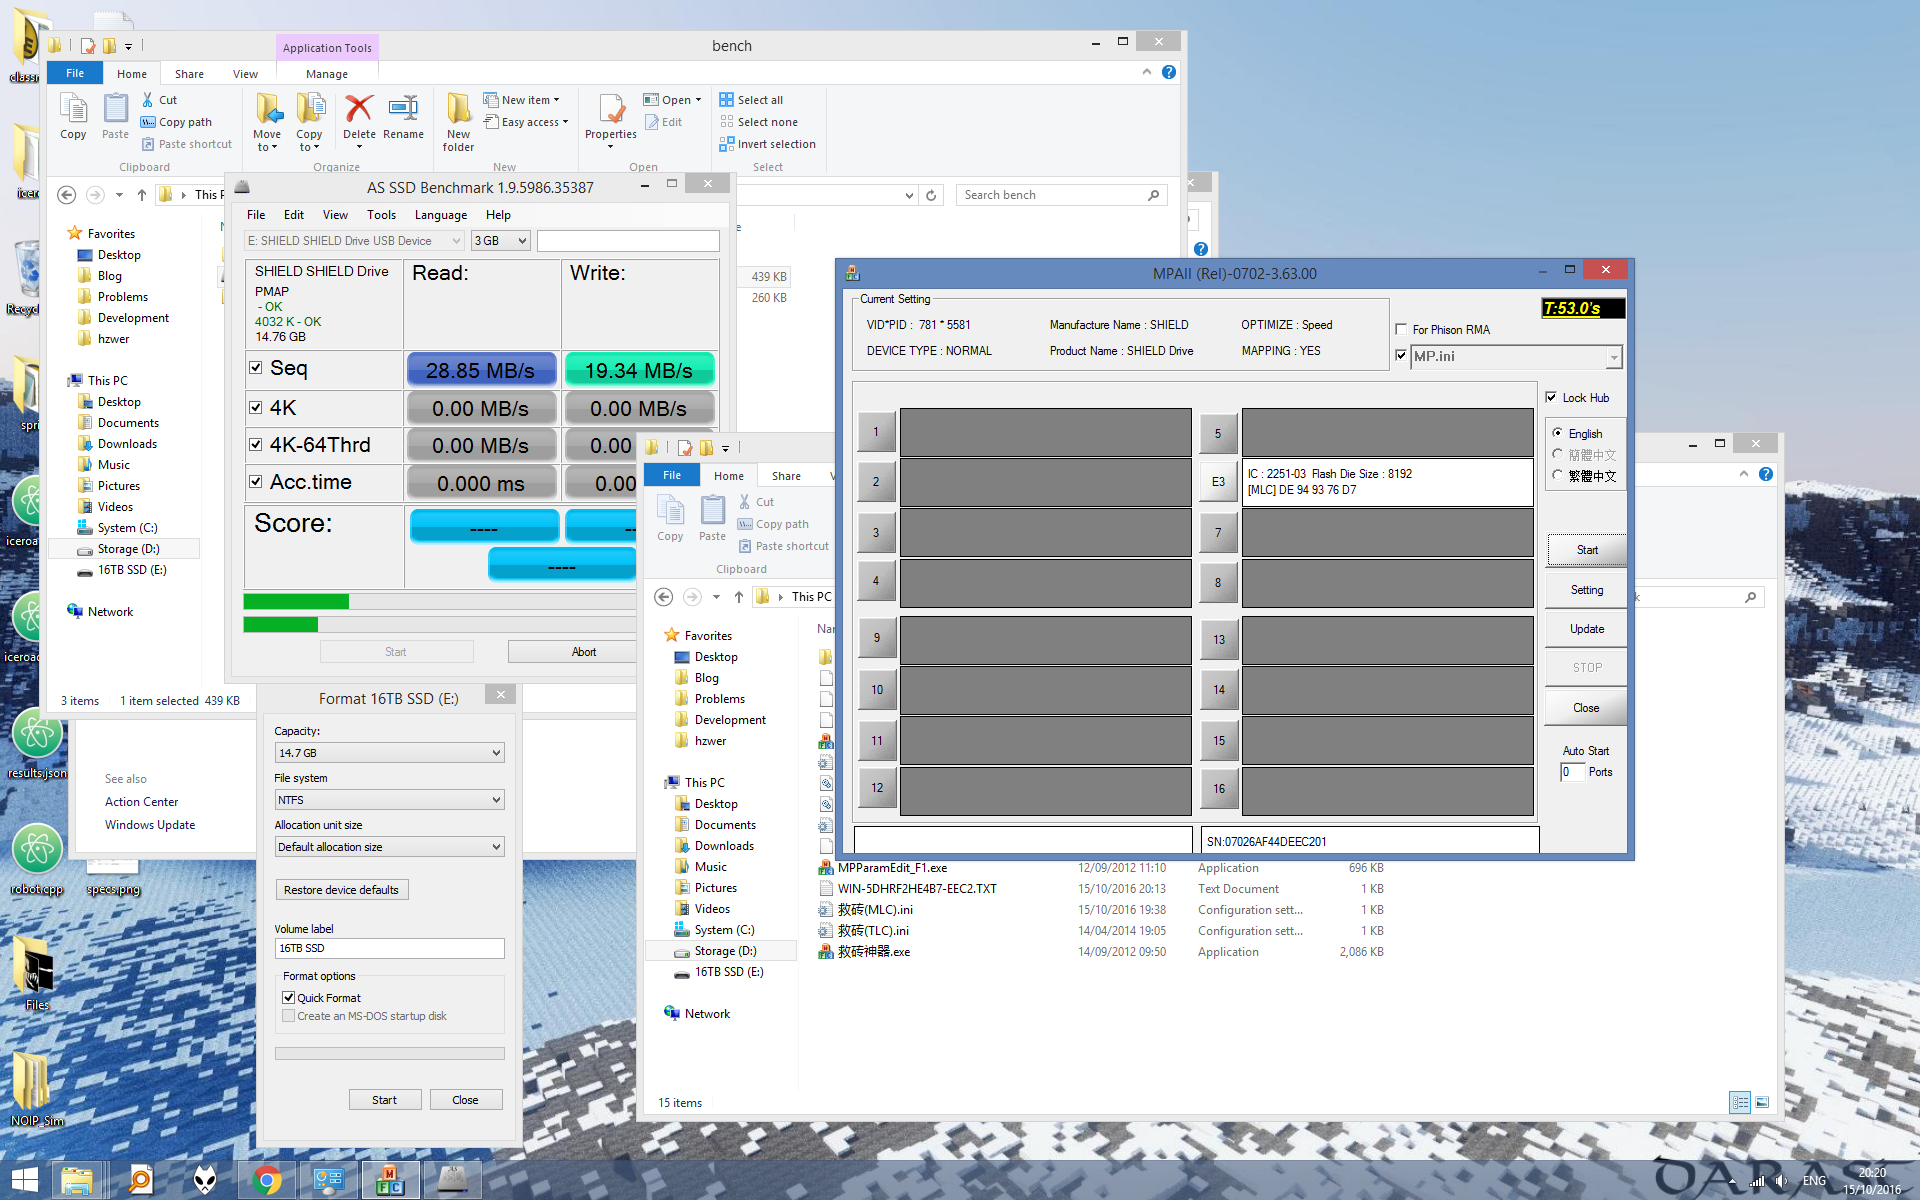 bench
Application Tools
File
Home
Share
View
Manage
Copy
Paste
Cut
Copy path
Paste shortcut
Clipboard
Move to
Copy to
Delete
Rename
Organize
New folder
New item
Easy access
New
Properties
Open
Edit
Open
Select all
Select none
Invert selection
Select
Search bench
Favorites
Desktop
Blog
Problems
Development
hzwer
This PC
Desktop
Documents
Downloads
Music
Pictures
Videos
System (C:)
Storage (D:)
16TB SSD (E:)
Network
3 items
1 item selected 439 KB
439 KB
260 KB
AS SSD Benchmark 1.9.5986.35387
File
Edit
View
Tools
Language
Help
E: SHIELD SHIELD Drive USB Device
3 GB
SHIELD SHIELD Drive
PMAP
- OK
4032 K - OK
14.76 GB
Read:
Write:
Seq
28.85 MB/s
19.34 MB/s
4K
0.00 MB/s
0.00 MB/s
4K-64Thrd
0.00 MB/s
0.00
Acc.time
0.000 ms
0.00
Score:
----
--
----
Start
Abort
See also
Action Center
Windows Update
Format 16TB SSD (E:)
Capacity:
14.7 GB
File system
NTFS
Allocation unit size
Default allocation size
Restore device defaults
Volume label
16TB SSD
Format options
Quick Format
Create an MS-DOS startup disk
Start
Close
MPAll (Rel)-0702-3.63.00
Current Setting
VID*PID : 781 * 5581
Manufacture Name : SHIELD
OPTIMIZE : Speed
DEVICE TYPE : NORMAL
Product Name : SHIELD Drive
MAPPING : YES
T:53.0's
For Phison RMA
MP.ini
1
2
3
4
5
E3
IC : 2251-03 Flash Die Size : 8192
[MLC] DE 94 93 76 D7
7
8
9
10
11
12
13
14
15
16
SN:07026AF44DEEC201
Lock Hub
English
簡體中文
繁體中文
Start
Setting
Update
STOP
Close
Auto Start
0 Ports
File
Home
Share
Copy
Paste
Cut
Copy path
Paste shortcut
Clipboard
This PC
Favorites
Desktop
Blog
Problems
Development
hzwer
This PC
Desktop
Documents
Downloads
Music
Pictures
Videos
System (C:)
Storage (D:)
16TB SSD (E:)
Network
MPParamEdit_F1.exe 12/09/2012 11:10 Application 696 KB
WIN-5DHRF2HE4B7-EEC2.TXT 15/10/2016 20:13 Text Document 1 KB
救砖(MLC).ini 15/10/2016 19:38 Configuration sett... 1 KB
救砖(TLC).ini 14/04/2014 19:05 Configuration sett... 1 KB
救砖神器.exe 14/09/2012 09:50 Application 2,086 KB
15 items
results.json
robot.cpp
specs.png
Files
NOIP_Sim
ENG
20:20
15/10/2016